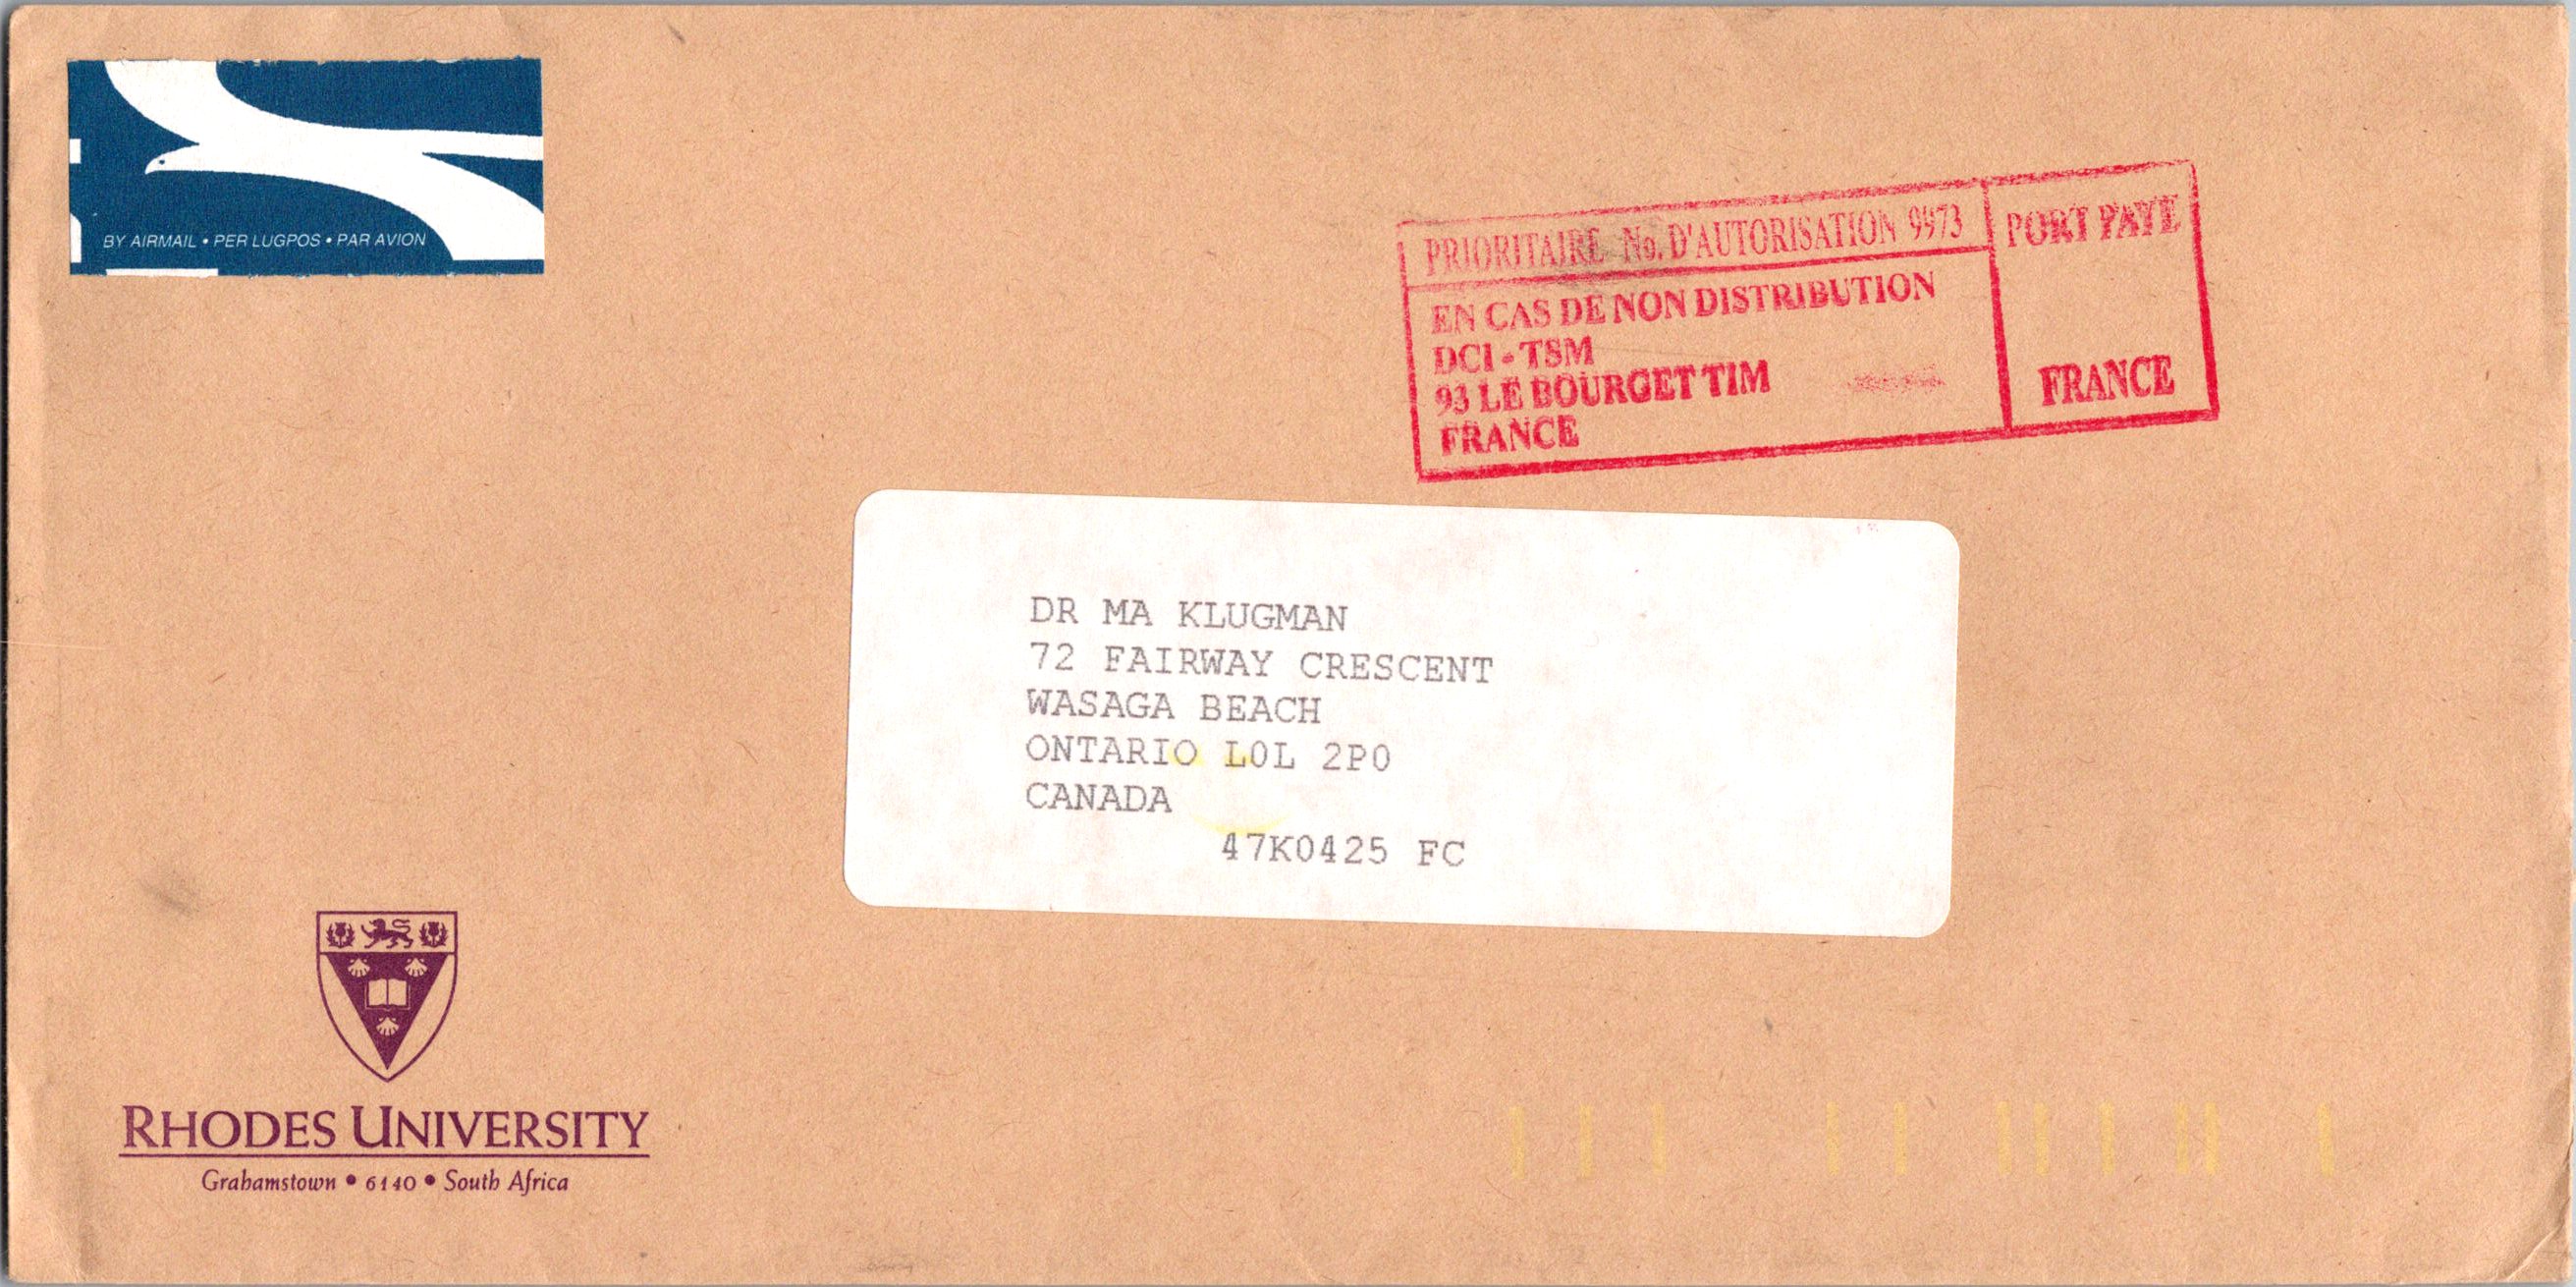 BY AIRMAIL • PER LUGPOS • PAR AVION
PRIORITAIRE No. D'AUTORISATION 9973
PORT PAYE
EN CAS DE NON DISTRIBUTION
DCI - TSM
93 LE BOURGET TIM
FRANCE
FRANCE
DR MA KLUGMAN
72 FAIRWAY CRESCENT
WASAGA BEACH
ONTARIO L0L 2P0
CANADA
47K0425 FC
RHODES UNIVERSITY
Grahamstown • 6140 • South Africa